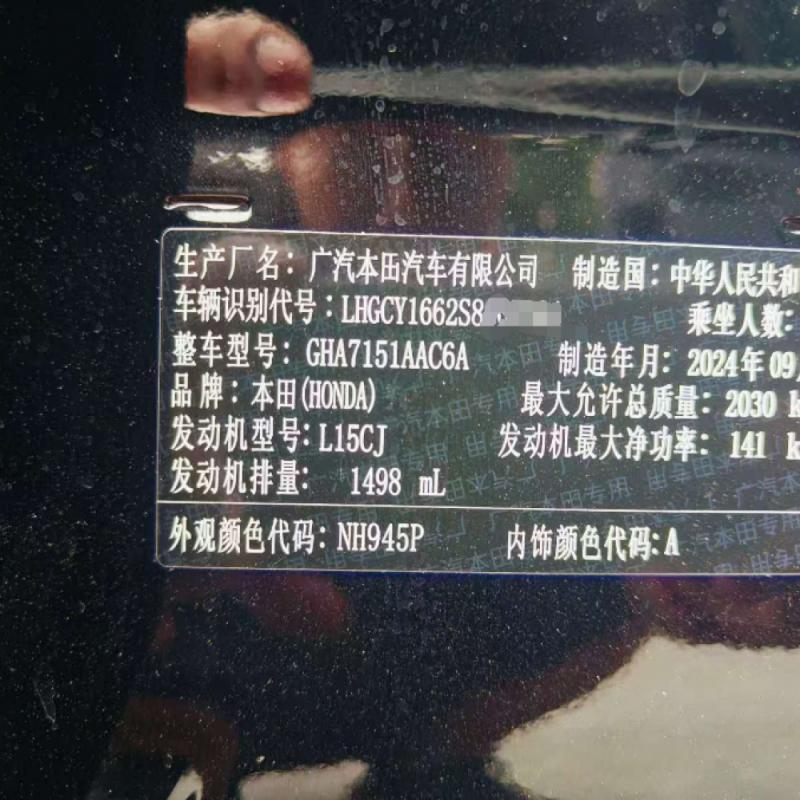 生产厂名：广汽本田汽车有限公司 制造国：中华人民共和
车辆识别代号：LHGCY1662S8 乘坐人数：
整车型号：GHA7151AAC6A 制造年月：2024年09
品牌：本田(HONDA) 最大允许总质量：2030 k
发动机型号：L15CJ 发动机最大净功率：141 k
发动机排量： 1498 mL
外观颜色代码：NH945P 内饰颜色代码：A